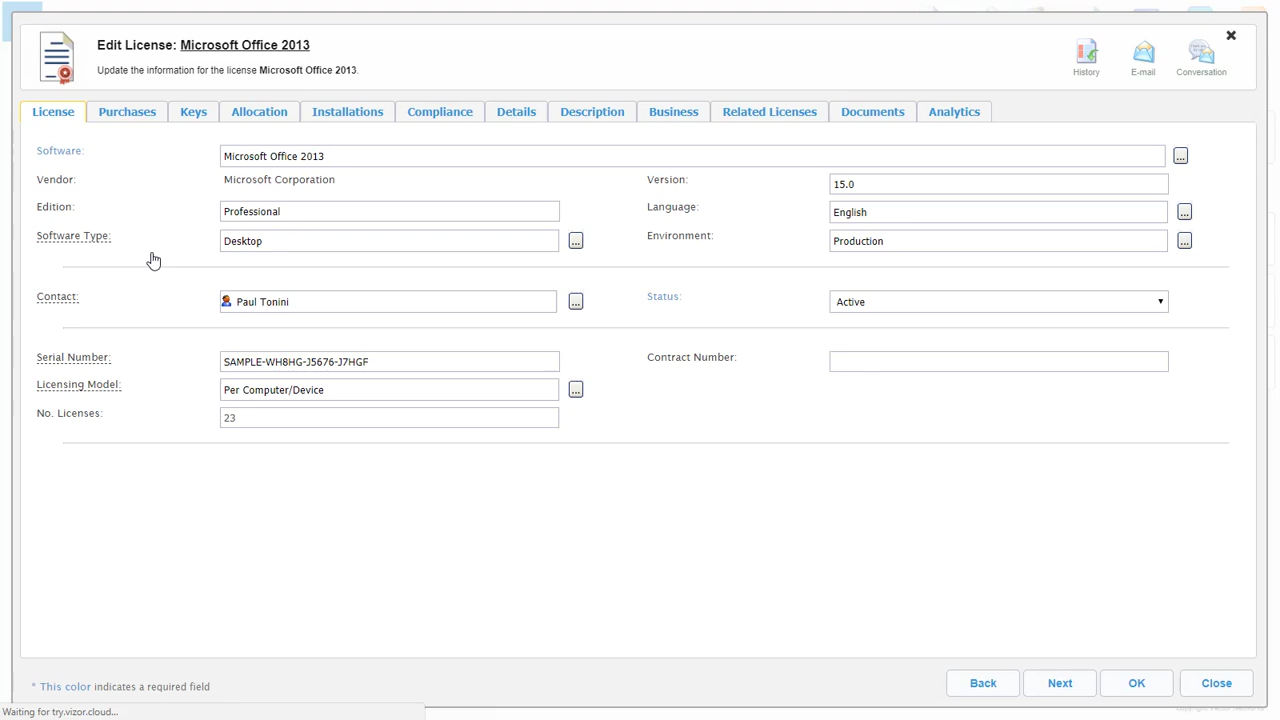 Edit License: Microsoft Office 2013
Update the information for the license Microsoft Office 2013.
History E-mail Conversation
License Purchases Keys Allocation Installations Compliance Details Description Business Related Licenses Documents Analytics
Software: Microsoft Office 2013 ...
Vendor: Microsoft Corporation Version: 15.0
Edition: Professional Language: English ...
Software Type: Desktop ... Environment: Production ...
Contact: Paul Tonini ... Status: Active
Serial Number: SAMPLE-WH8HG-J5676-J7HGF Contract Number:
Licensing Model: Per Computer/Device ...
No. Licenses: 23
* This color indicates a required field
Back Next OK Close
Waiting for try.vizor.cloud...